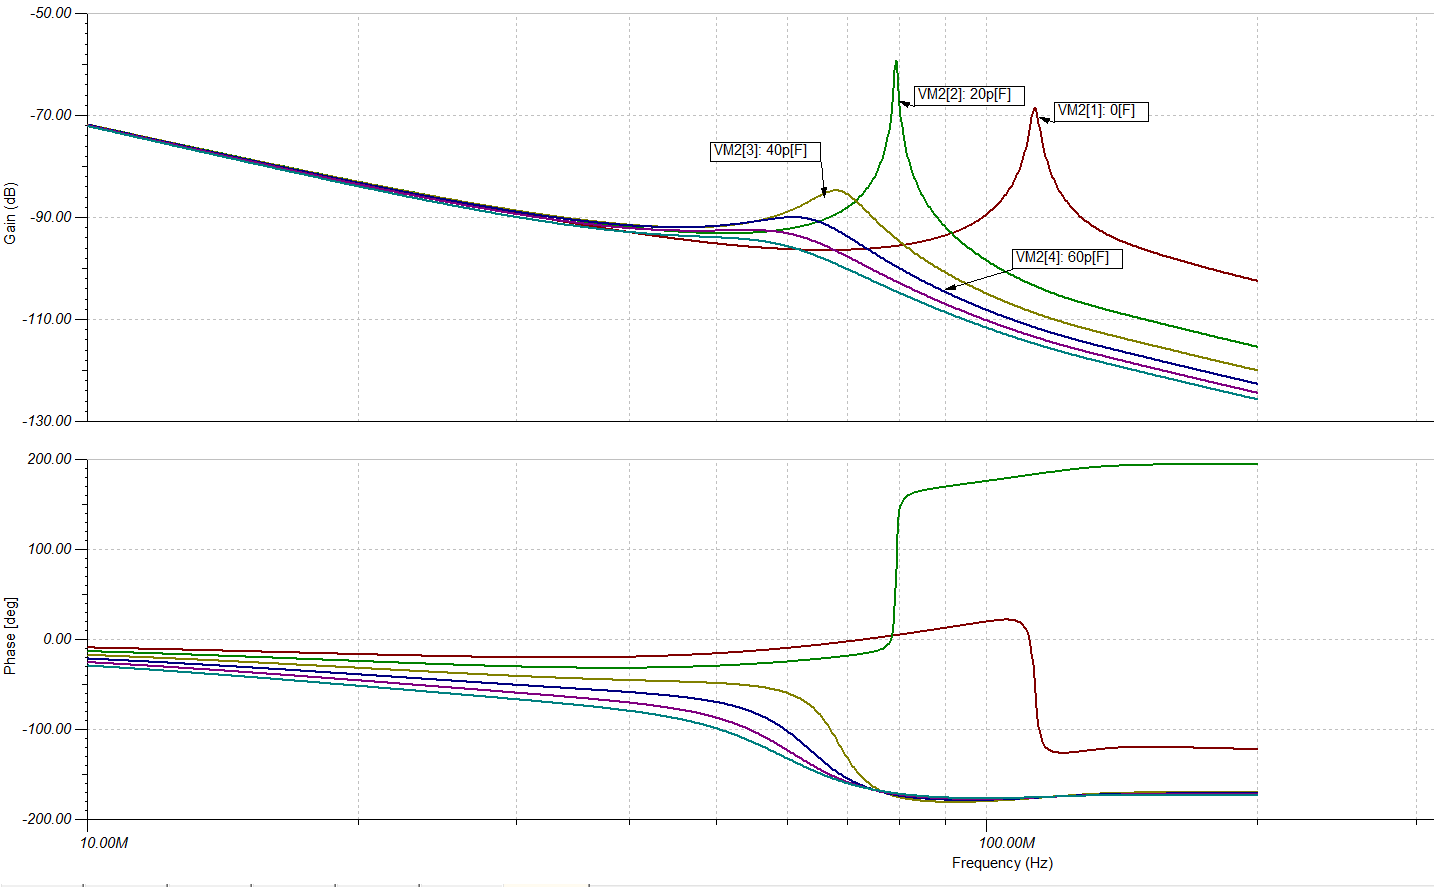 -50.00
-70.00
-90.00
-110.00
-130.00
Gain (dB)
VM2[2]: 20p[F]
VM2[1]: 0[F]
VM2[3]: 40p[F]
VM2[4]: 60p[F]
200.00
100.00
0.00
-100.00
-200.00
Phase [deg]
10.00M
100.00M
Frequency (Hz)